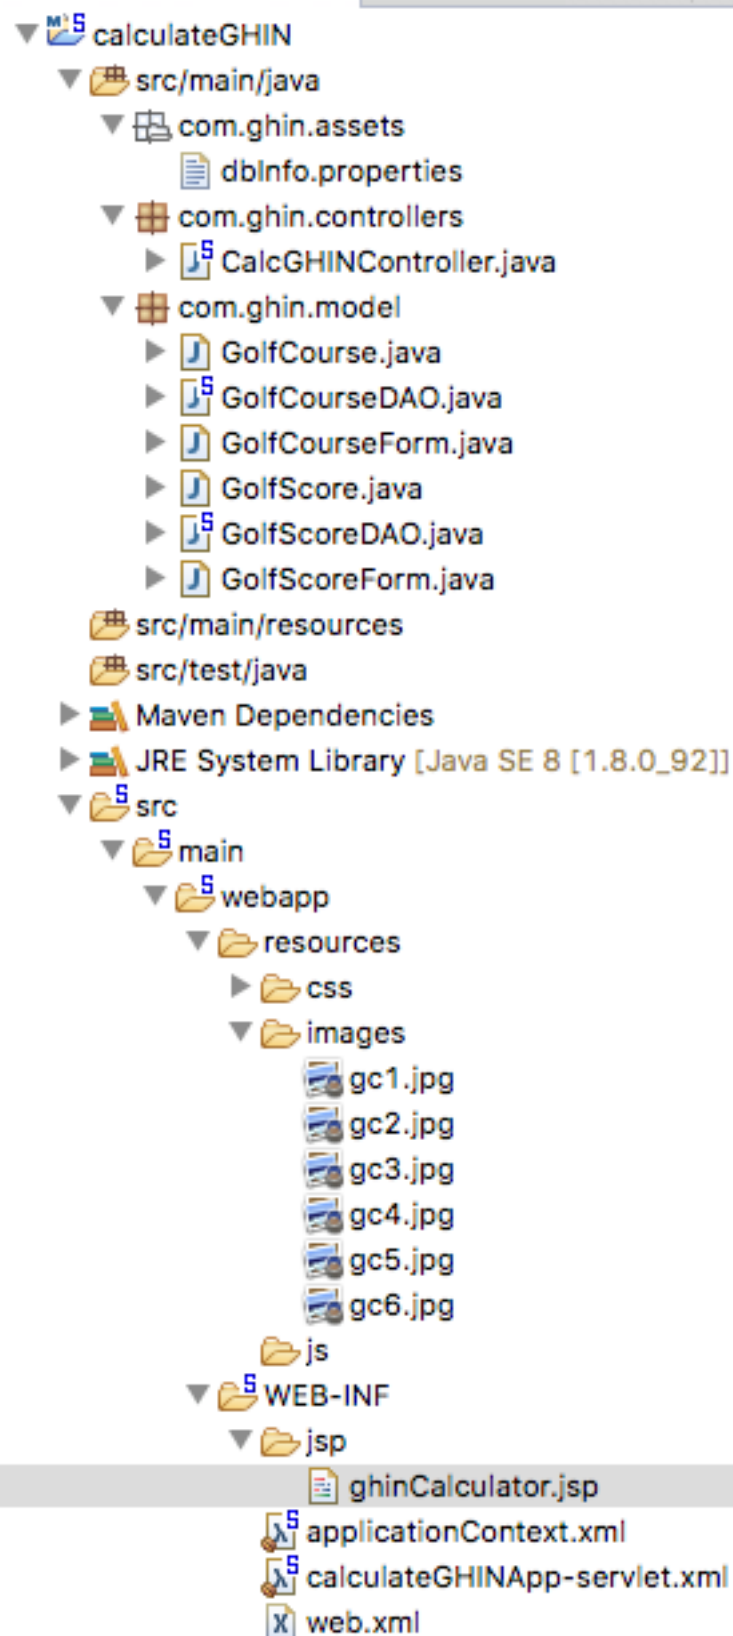 calculateGHIN
src/main/java
com.ghin.assets
dbInfo.properties
com.ghin.controllers
CalcGHINController.java
com.ghin.model
GolfCourse.java
GolfCourseDAO.java
GolfCourseForm.java
GolfScore.java
GolfScoreDAO.java
GolfScoreForm.java
src/main/resources
src/test/java
Maven Dependencies
JRE System Library [Java SE 8 [1.8.0_92]]
src
main
webapp
resources
css
images
gc1.jpg
gc2.jpg
gc3.jpg
gc4.jpg
gc5.jpg
gc6.jpg
js
WEB-INF
jsp
ghinCalculator.jsp
applicationContext.xml
calculateGHINApp-servlet.xml
web.xml